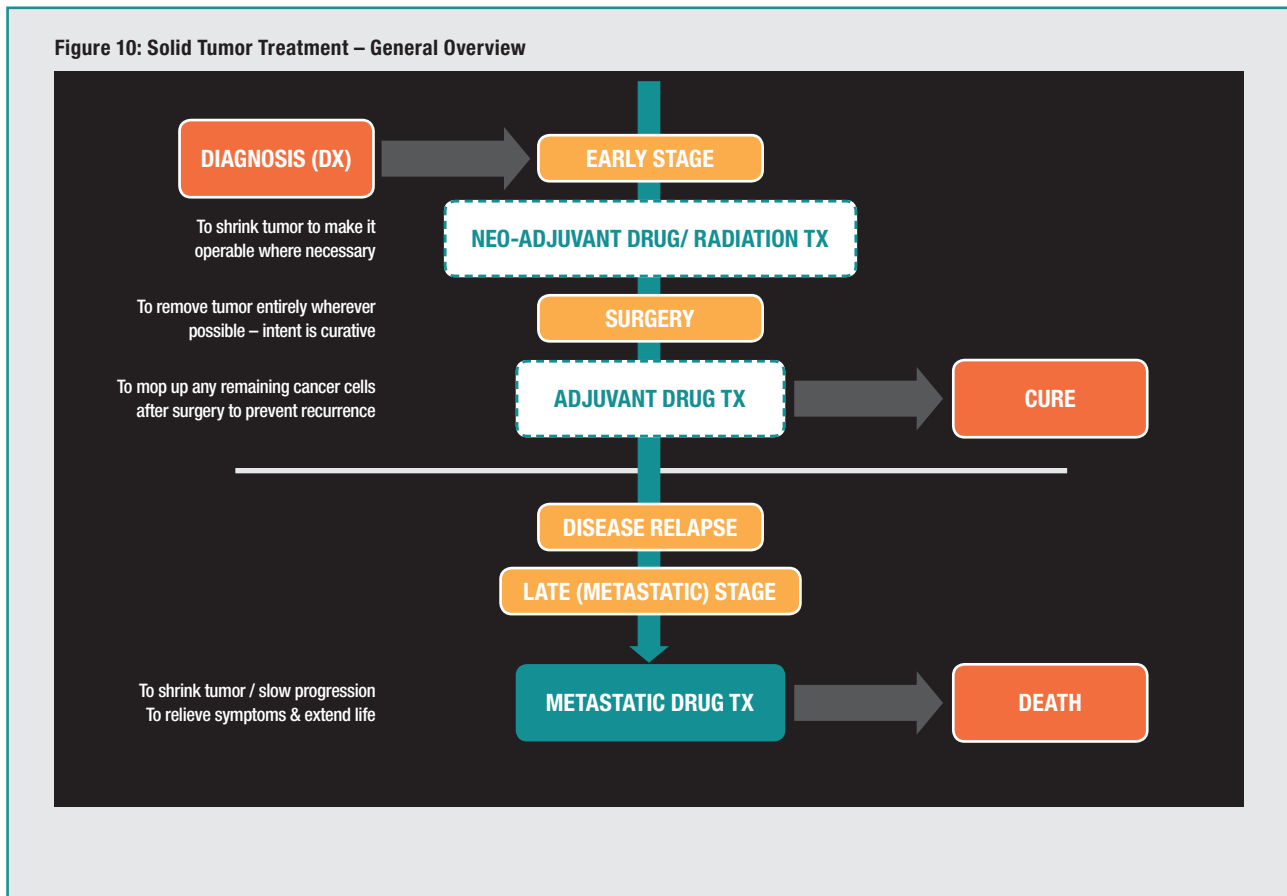 Figure 10: Solid Tumor Treatment – General Overview
DIAGNOSIS (DX)
EARLY STAGE
To shrink tumor to make it
operable where necessary
NEO-ADJUVANT DRUG/ RADIATION TX
To remove tumor entirely wherever
possible – intent is curative
SURGERY
To mop up any remaining cancer cells
after surgery to prevent recurrence
ADJUVANT DRUG TX
CURE
DISEASE RELAPSE
LATE (METASTATIC) STAGE
To shrink tumor / slow progression
To relieve symptoms & extend life
METASTATIC DRUG TX
DEATH